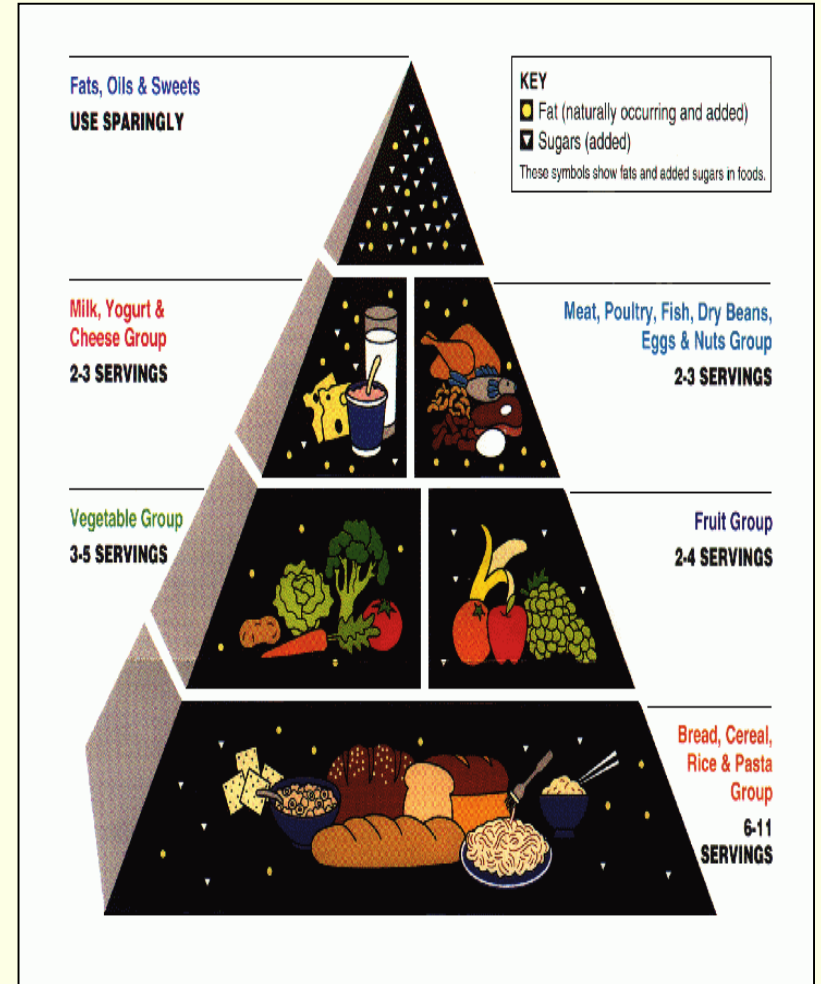 Fats, Oils & Sweets
USE SPARINGLY
KEY
Fat (naturally occurring and added)
Sugars (added)
These symbols show fats and added sugars in foods.
Milk, Yogurt &
Cheese Group
2-3 SERVINGS
Meat, Poultry, Fish, Dry Beans,
Eggs & Nuts Group
2-3 SERVINGS
Vegetable Group
3-5 SERVINGS
Fruit Group
2-4 SERVINGS
Bread, Cereal,
Rice & Pasta
Group
6-11
SERVINGS